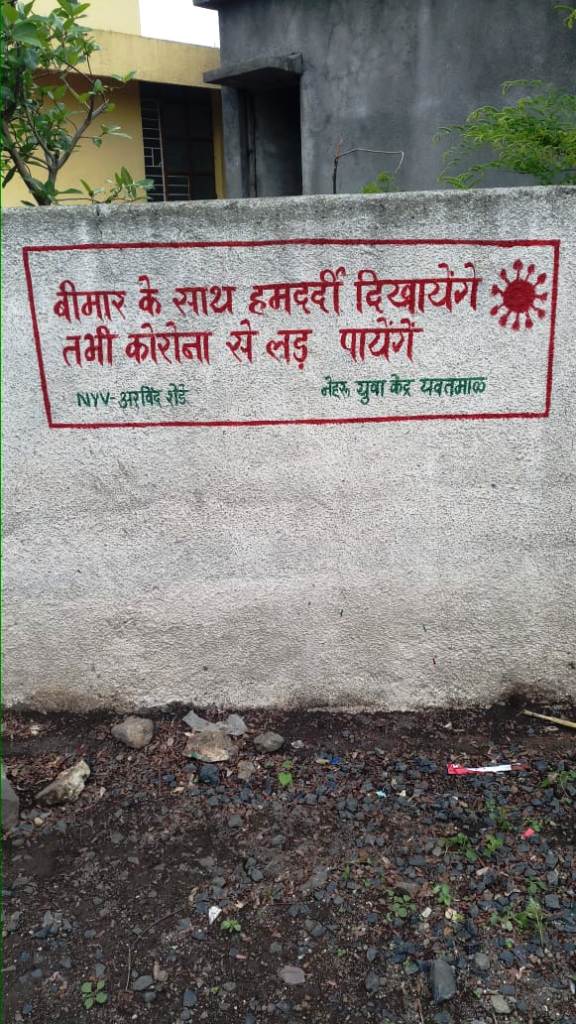 बीमार के साथ हमदर्दी दिखायेंगे
तभी कोरोना से लड़ पायेंगें
NYV- अरविंद शेडे नेहरू युवा केंद्र यवतमाळ